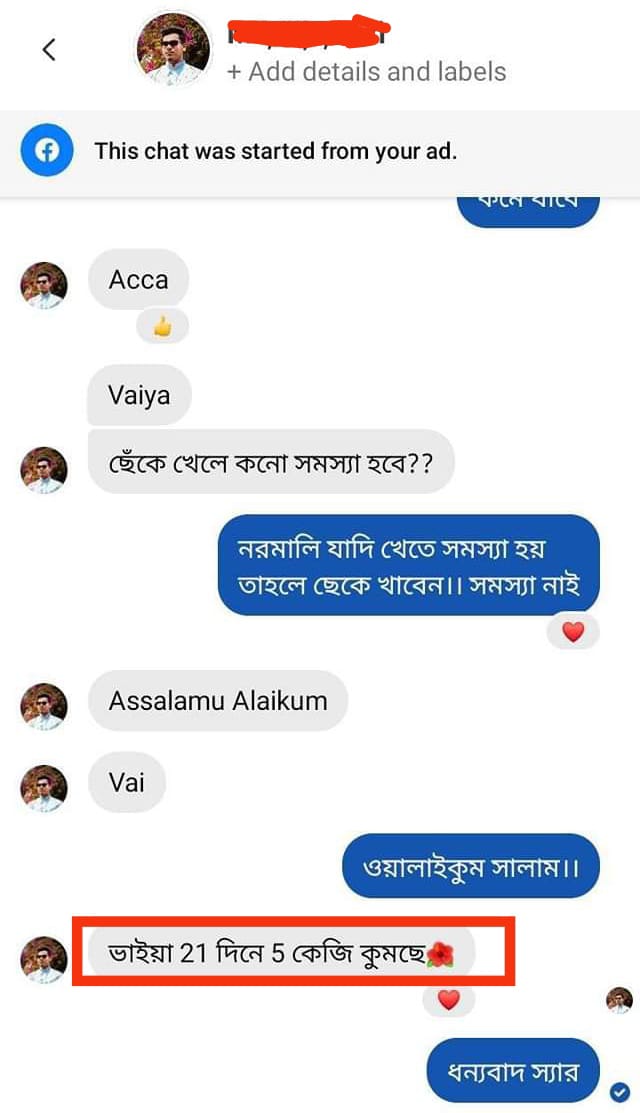 + Add details and labels
This chat was started from your ad.
Acca
Vaiya
ছেঁকে খেলে কনো সমস্যা হবে??
নরমালি যাদি খেতে সমস্যা হয়
তাহলে ছেকে খাবেন।। সমস্যা নাই
Assalamu Alaikum
Vai
ওয়ালাইকুম সালাম।।
ভাইয়া 21 দিনে 5 কেজি কুমছে🌺
ধন্যবাদ স্যার